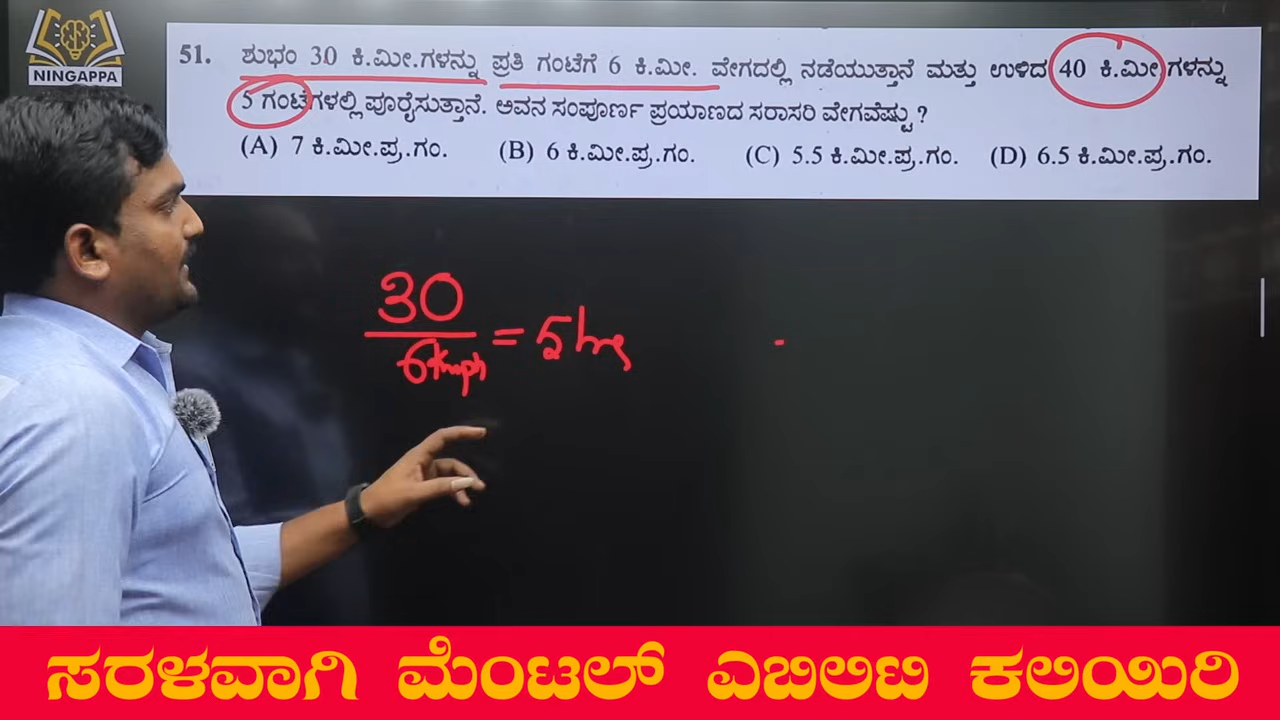 NINGAPPA
51. ಶುಭಂ 30 ಕಿ.ಮೀ.ಗಳನ್ನು ಪ್ರತಿ ಗಂಟೆಗೆ 6 ಕಿ.ಮೀ. ವೇಗದಲ್ಲಿ ನಡೆಯುತ್ತಾನೆ ಮತ್ತು ಉಳಿದ 40 ಕಿ.ಮೀಗಳನ್ನು
5 ಗಂಟೆಗಳಲ್ಲಿ ಪೂರೈಸುತ್ತಾನೆ. ಅವನ ಸಂಪೂರ್ಣ ಪ್ರಯಾಣದ ಸರಾಸರಿ ವೇಗವೆಷ್ಟು ?
(A) 7 ಕಿ.ಮೀ.ಪ್ರ.ಗಂ. (B) 6 ಕಿ.ಮೀ.ಪ್ರ.ಗಂ. (C) 5.5 ಕಿ.ಮೀ.ಪ್ರ.ಗಂ. (D) 6.5 ಕಿ.ಮೀ.ಪ್ರ.ಗಂ.
30
6kmph = 5hrs
ಸರಳವಾಗಿ ಮೆಂಟಲ್ ಎಬಿಲಿಟಿ ಕಲಿಯಿರಿ